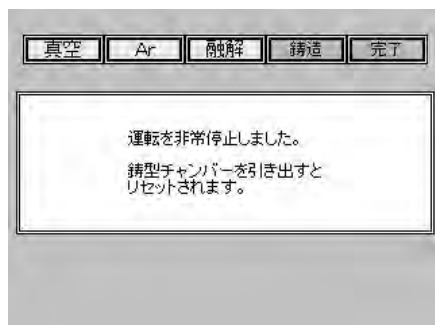 真空 Ar 融解 鋳造 完了
運転を非常停止しました。
鋳型チャンバーを引き出すと
リセットされます。